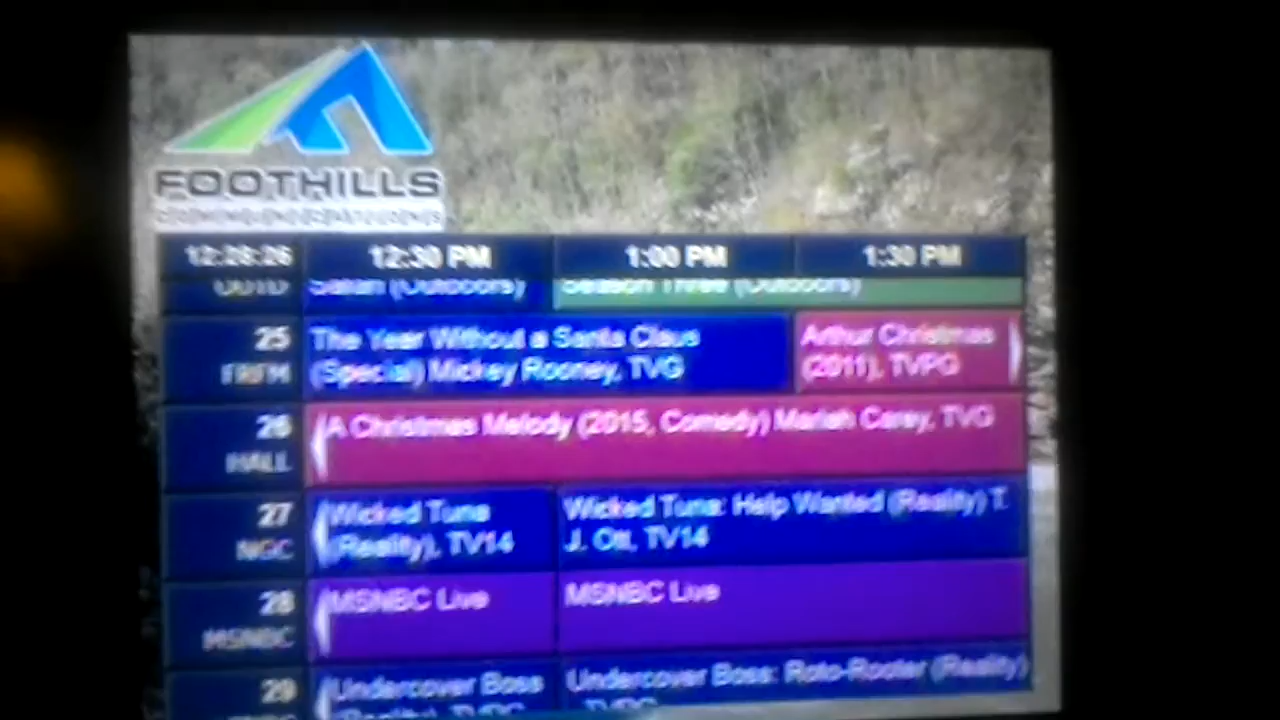 FOOTHILLS
12:28:26 12:30 PM 1:00 PM 1:30 PM
(Outdoors) Season Three (Outdoors)
25 The Year Without a Santa Claus Arthur Christmas
FRFM (Special) Mickey Rooney, TVG (2011), TVPG
26 A Christmas Melody (2015, Comedy) Mariah Carey, TVG
HALL
27 Wicked Tuna Wicked Tuna: Help Wanted (Reality) T.
NGC (Reality), TV14 J. Ott, TV14
28 MSNBC Live MSNBC Live
MSNBC
29 Undercover Boss Undercover Boss: Roto-Rooter (Reality)
(Reality), TVPG TVPG